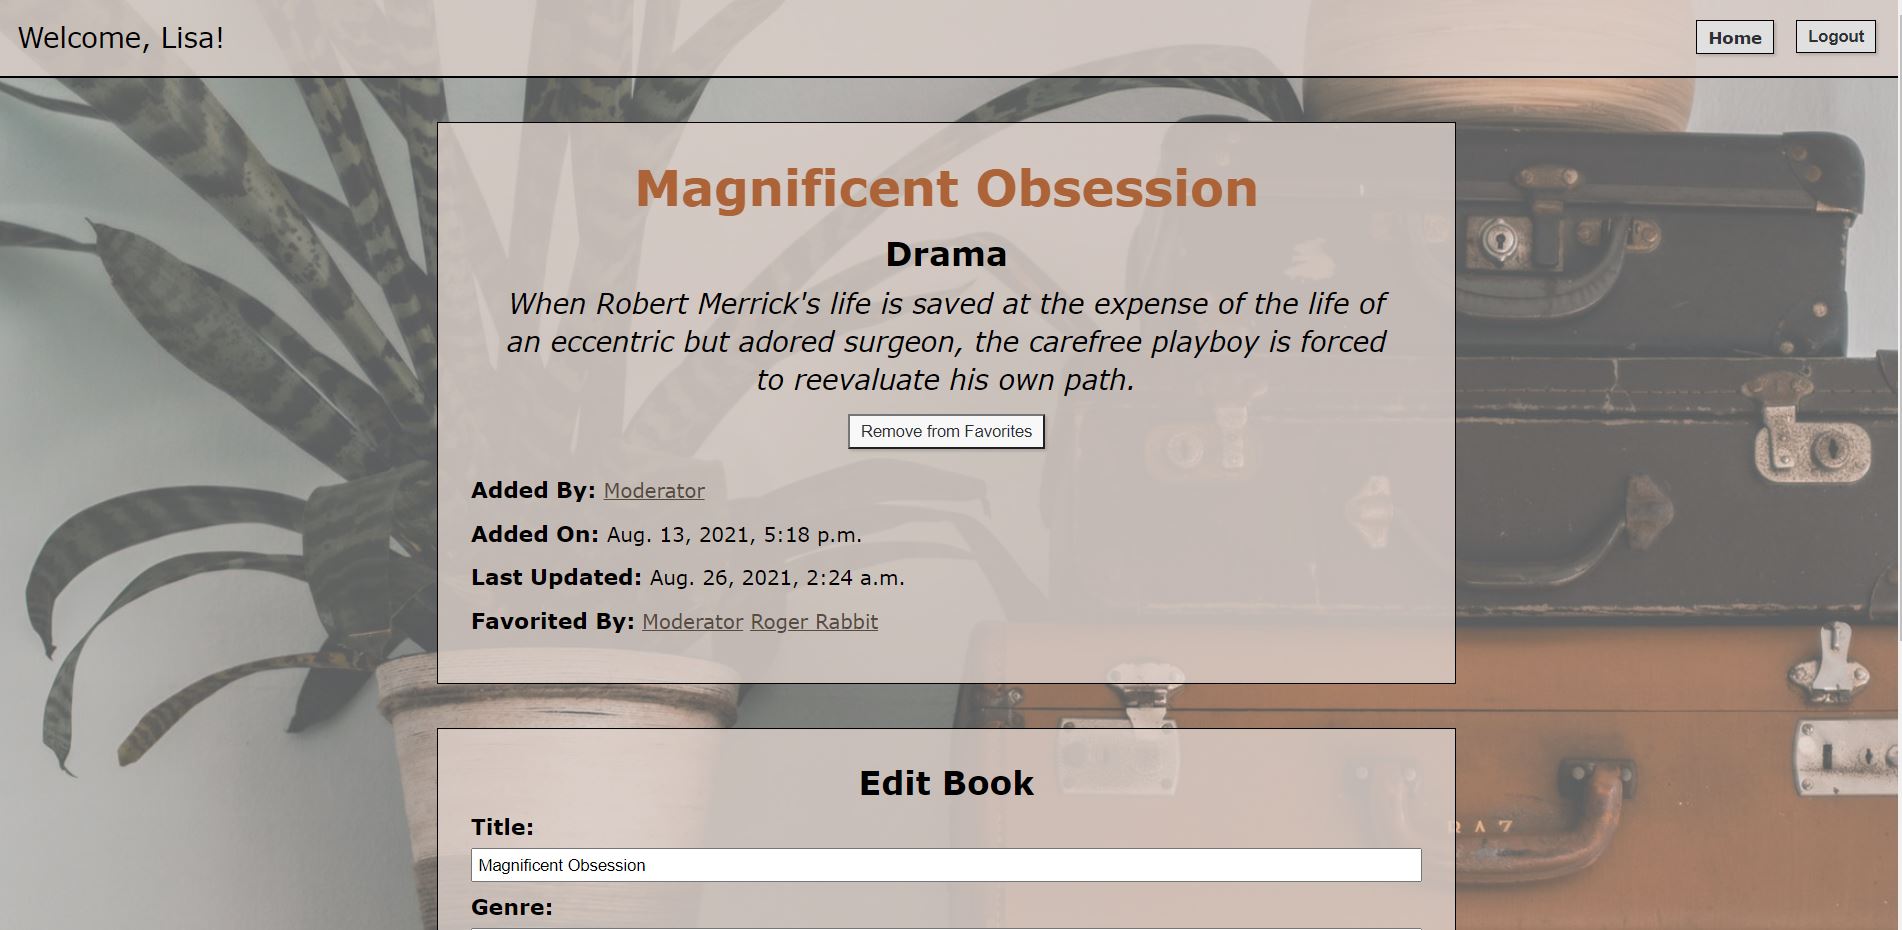 Welcome, Lisa!
Home
Logout
Magnificent Obsession
Drama
When Robert Merrick's life is saved at the expense of the life of
an eccentric but adored surgeon, the carefree playboy is forced
to reevaluate his own path.
Remove from Favorites
Added By: Moderator
Added On: Aug. 13, 2021, 5:18 p.m.
Last Updated: Aug. 26, 2021, 2:24 a.m.
Favorited By: Moderator Roger Rabbit
Edit Book
Title:
Magnificent Obsession
R A 7
Genre: